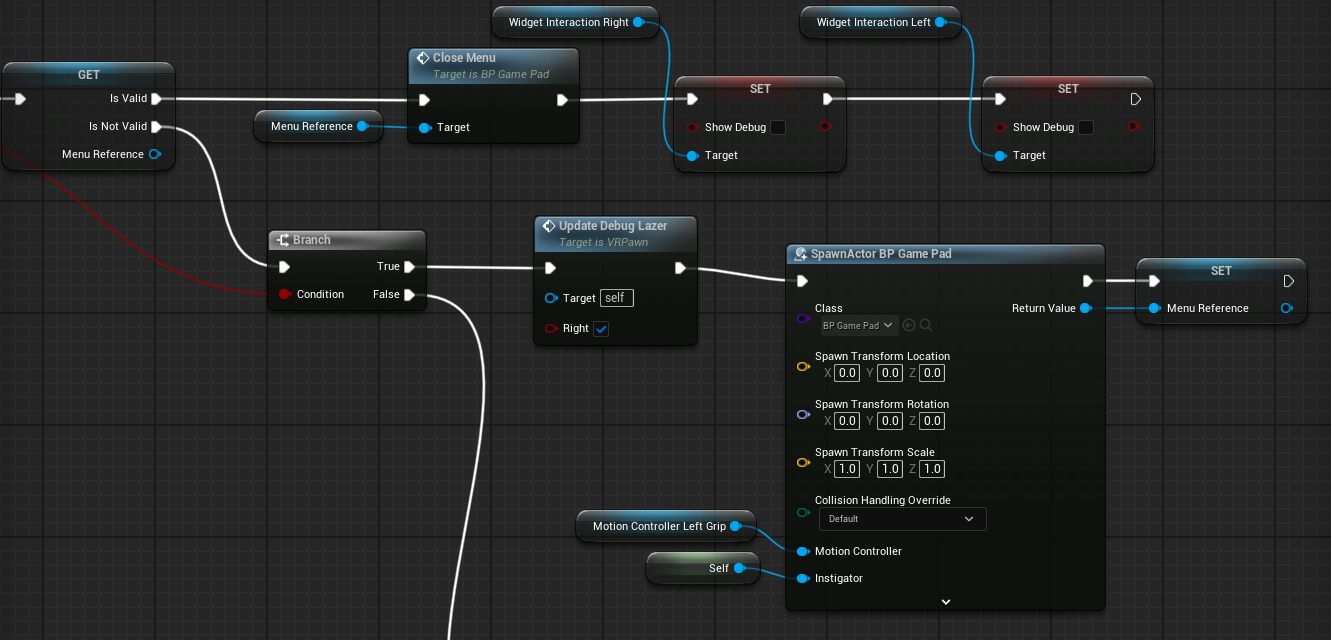 Widget Interaction Right
Widget Interaction Left
GET
Is Valid
Is Not Valid
Menu Reference
Menu Reference
Close Menu
Target is BP Game Pad
Target
SET
Show Debug
Target
SET
Show Debug
Target
Branch
True
Condition
False
Update Debug Lazer
Target is VRPawn
Target self
Right
SpawnActor BP Game Pad
Class
Return Value
BP Game Pad
Spawn Transform Location
X 0.0 Y 0.0 Z 0.0
Spawn Transform Rotation
X 0.0 Y 0.0 Z 0.0
Spawn Transform Scale
X 1.0 Y 1.0 Z 1.0
Collision Handling Override
Default
Motion Controller
Instigator
Motion Controller Left Grip
Self
SET
Menu Reference